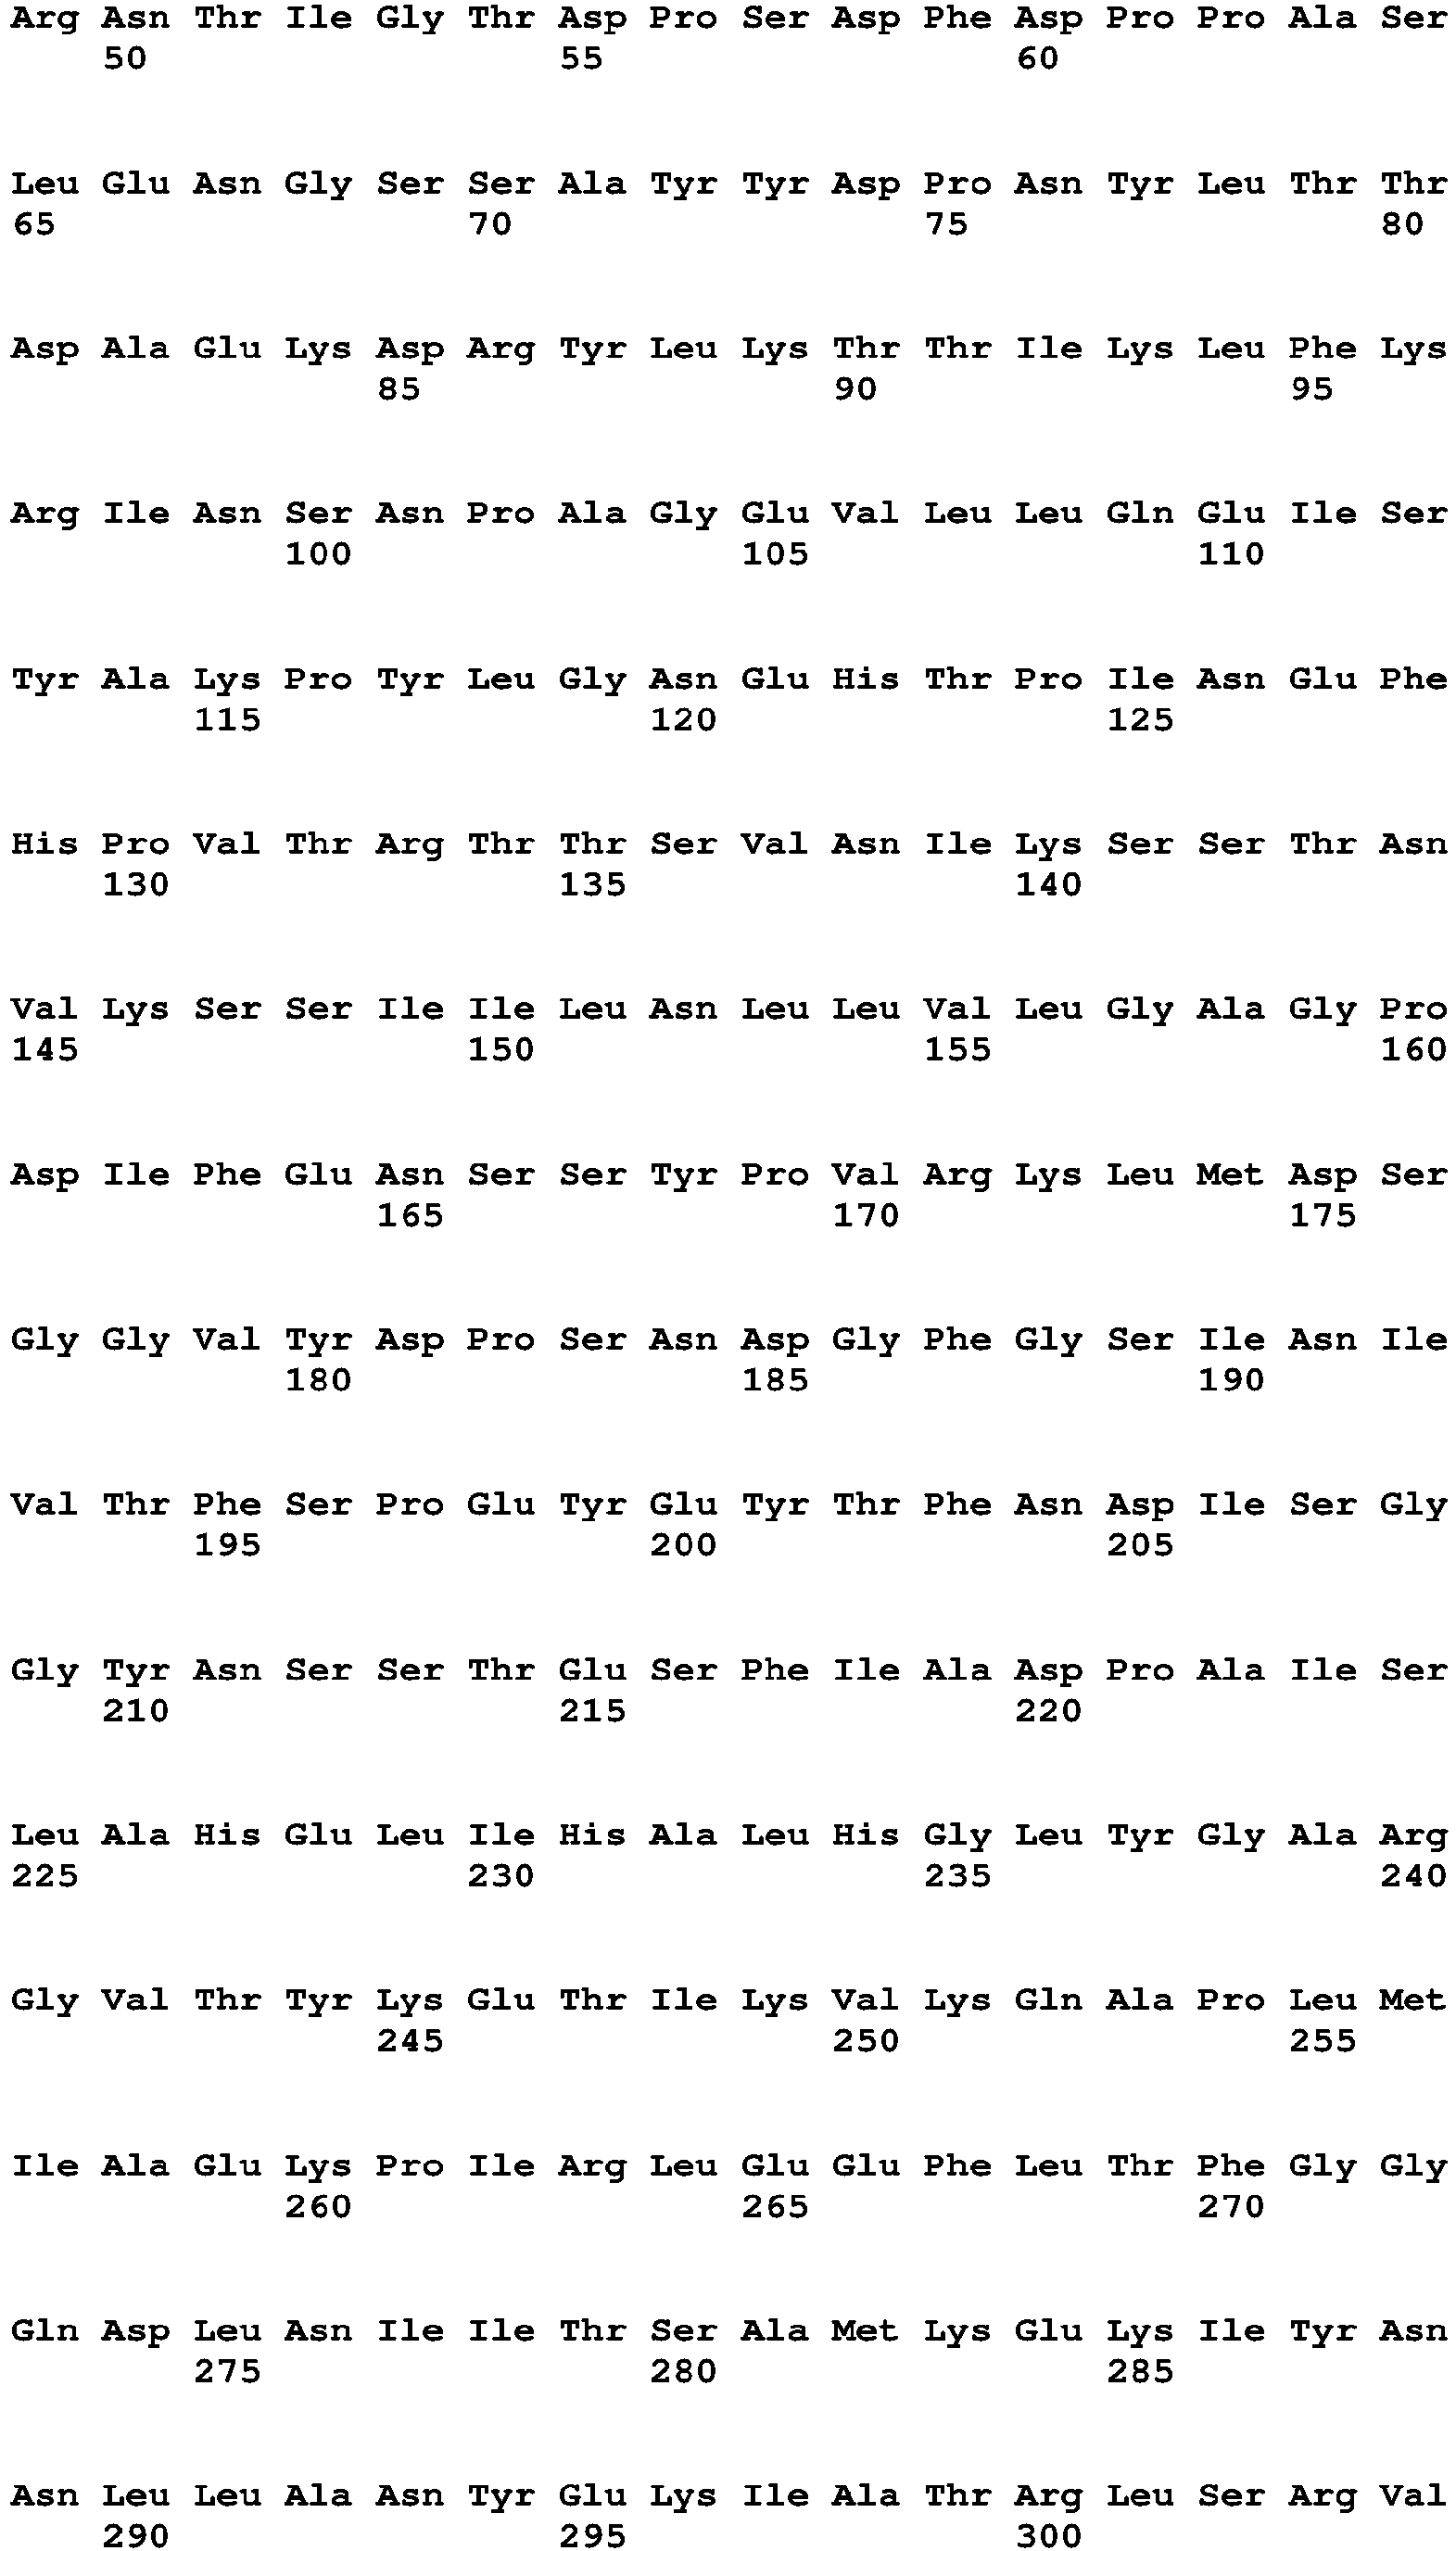 Arg Asn Thr Ile Gly Thr Asp Pro Ser Asp Phe Asp Pro Pro Ala Ser
50 55 60
Leu Glu Asn Gly Ser Ser Ala Tyr Tyr Asp Pro Asn Tyr Leu Thr Thr
65 70 75 80
Asp Ala Glu Lys Asp Arg Tyr Leu Lys Thr Thr Ile Lys Leu Phe Lys
85 90 95
Arg Ile Asn Ser Asn Pro Ala Gly Glu Val Leu Leu Gln Glu Ile Ser
100 105 110
Tyr Ala Lys Pro Tyr Leu Gly Asn Glu His Thr Pro Ile Asn Glu Phe
115 120 125
His Pro Val Thr Arg Thr Thr Ser Val Asn Ile Lys Ser Ser Thr Asn
130 135 140
Val Lys Ser Ser Ile Ile Leu Asn Leu Leu Val Leu Gly Ala Gly Pro
145 150 155 160
Asp Ile Phe Glu Asn Ser Ser Tyr Pro Val Arg Lys Leu Met Asp Ser
165 170 175
Gly Gly Val Tyr Asp Pro Ser Asn Asp Gly Phe Gly Ser Ile Asn Ile
180 185 190
Val Thr Phe Ser Pro Glu Tyr Glu Tyr Thr Phe Asn Asp Ile Ser Gly
195 200 205
Gly Tyr Asn Ser Ser Thr Glu Ser Phe Ile Ala Asp Pro Ala Ile Ser
210 215 220
Leu Ala His Glu Leu Ile His Ala Leu His Gly Leu Tyr Gly Ala Arg
225 230 235 240
Gly Val Thr Tyr Lys Glu Thr Ile Lys Val Lys Gln Ala Pro Leu Met
245 250 255
Ile Ala Glu Lys Pro Ile Arg Leu Glu Glu Phe Leu Thr Phe Gly Gly
260 265 270
Gln Asp Leu Asn Ile Ile Thr Ser Ala Met Lys Glu Lys Ile Tyr Asn
275 280 285
Asn Leu Leu Ala Asn Tyr Glu Lys Ile Ala Thr Arg Leu Ser Arg Val
290 295 300